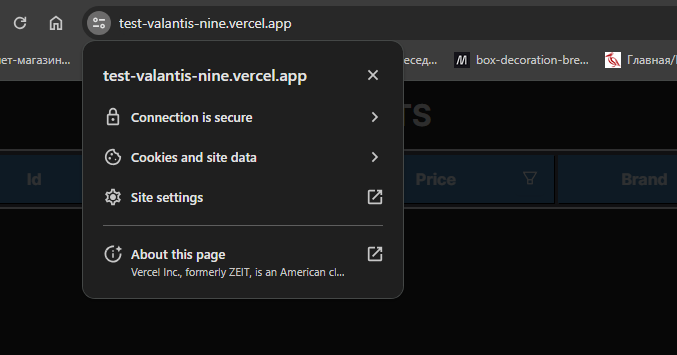 test-valantis-nine.vercel.app
ет-магазин...
есед...
box-decoration-bre...
Главная/
test-valantis-nine.vercel.app
Connection is secure
Cookies and site data
Site settings
About this page
Vercel Inc., formerly ZEIT, is an American cl...
TS
Id
Price
Brand